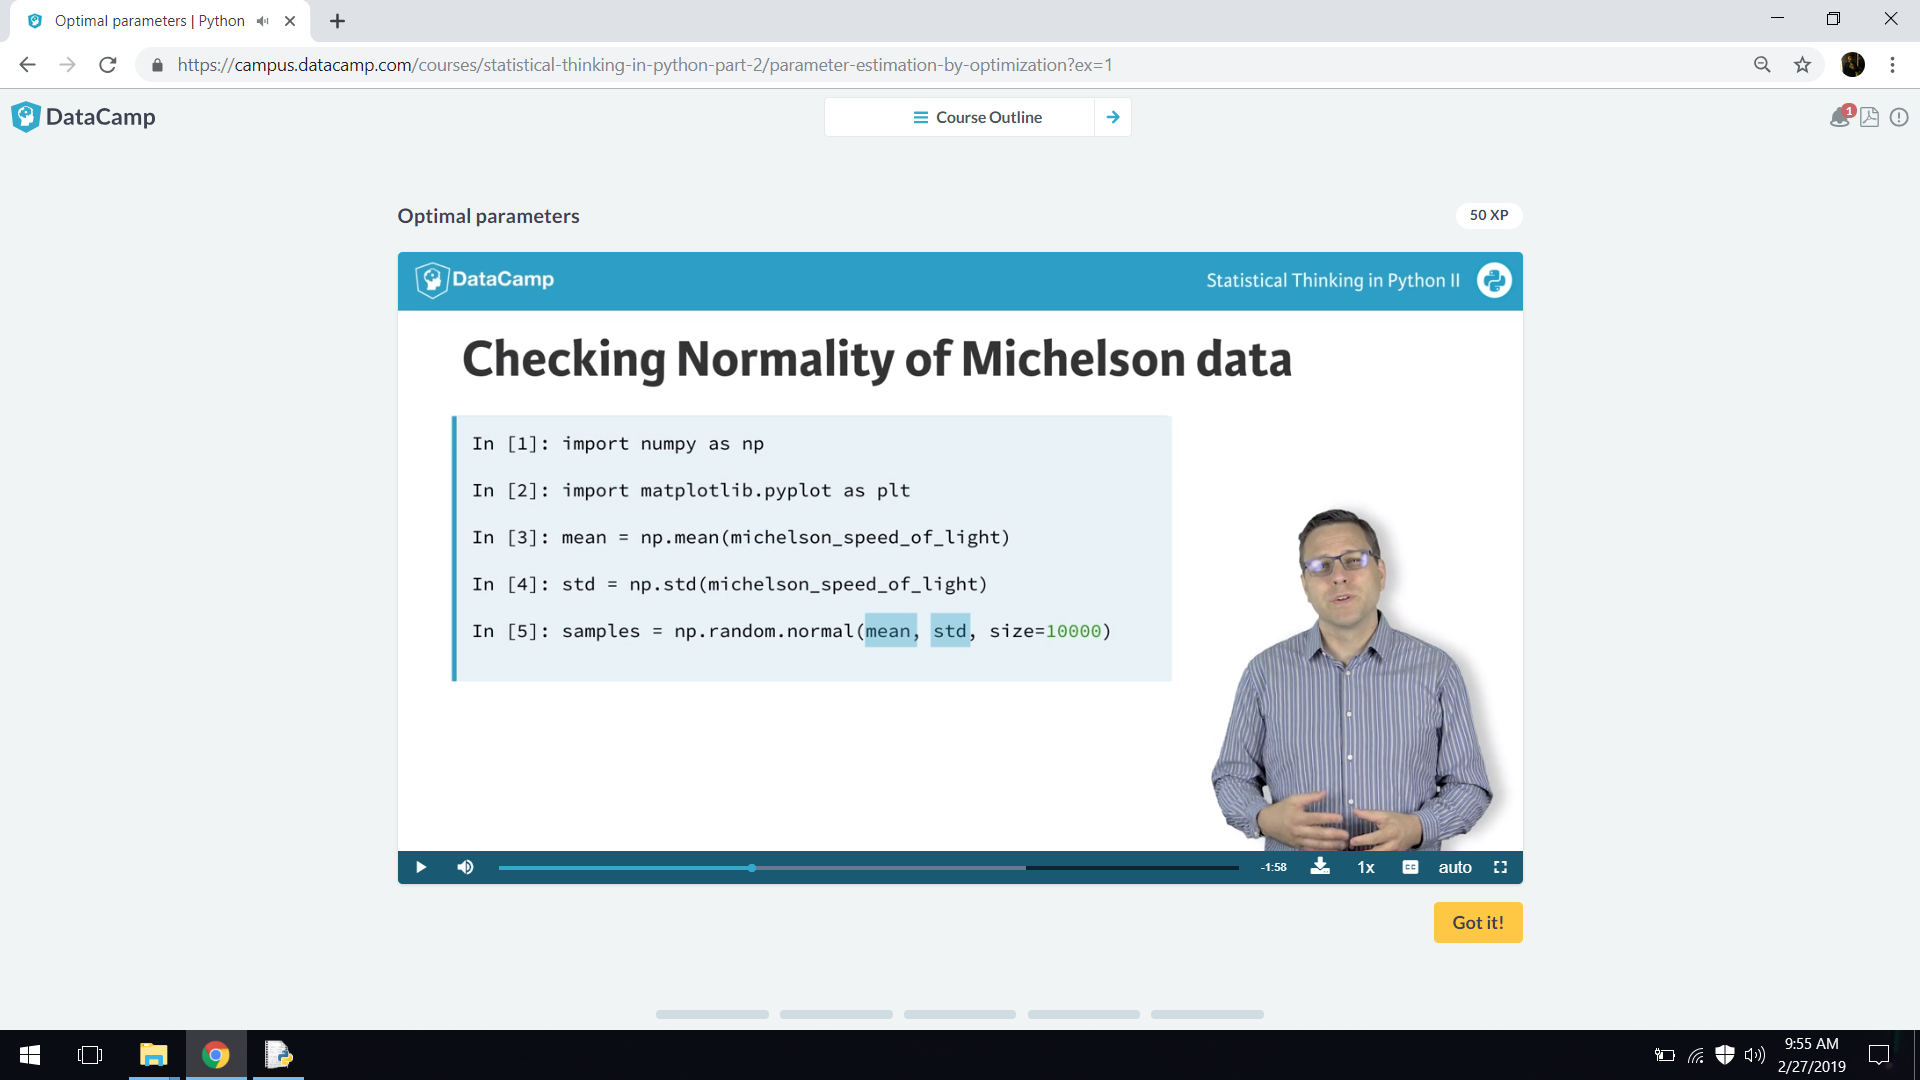 Optimal parameters | Python
https://campus.datacamp.com/courses/statistical-thinking-in-python-part-2/parameter-estimation-by-optimization?ex=1
DataCamp
Course Outline
1
Optimal parameters
50 XP
DataCamp
Statistical Thinking in Python II
Checking Normality of Michelson data
In [1]: import numpy as np
In [2]: import matplotlib.pyplot as plt
In [3]: mean = np.mean(michelson_speed_of_light)
In [4]: std = np.std(michelson_speed_of_light)
In [5]: samples = np.random.normal(mean, std, size=10000)
-1:58
1x
CC
auto
Got it!
9:55 AM
2/27/2019